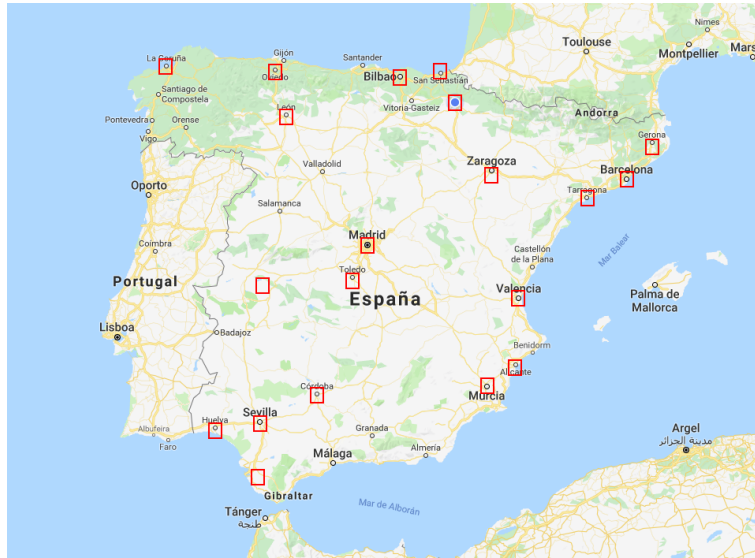 Nimes
Gijón
Toulouse
La Coruña
Santander
Montpellier
Mars
Oviedo
Bilbao
San Sebastián
Santiago de
Compostela
León
Vitoria-Gasteiz
Andorra
Pontevedra
Orense
Vigo
Gerona
Valladolid
Zaragoza
Barcelona
Oporto
Tarragona
Salamanca
Madrid
Coímbra
Castellón
de la Plana
Mar Balear
Toledo
Portugal
España
Valencia
Palma de
Mallorca
Lisboa
Badajoz
Benidorm
Alicante
Córdoba
Murcia
Huelva
Sevilla
Albufeira
Granada
Argel
مدينة الجزائر
Faro
Málaga
Almería
Gibraltar
Mar de Alborán
Tánger
طنجة